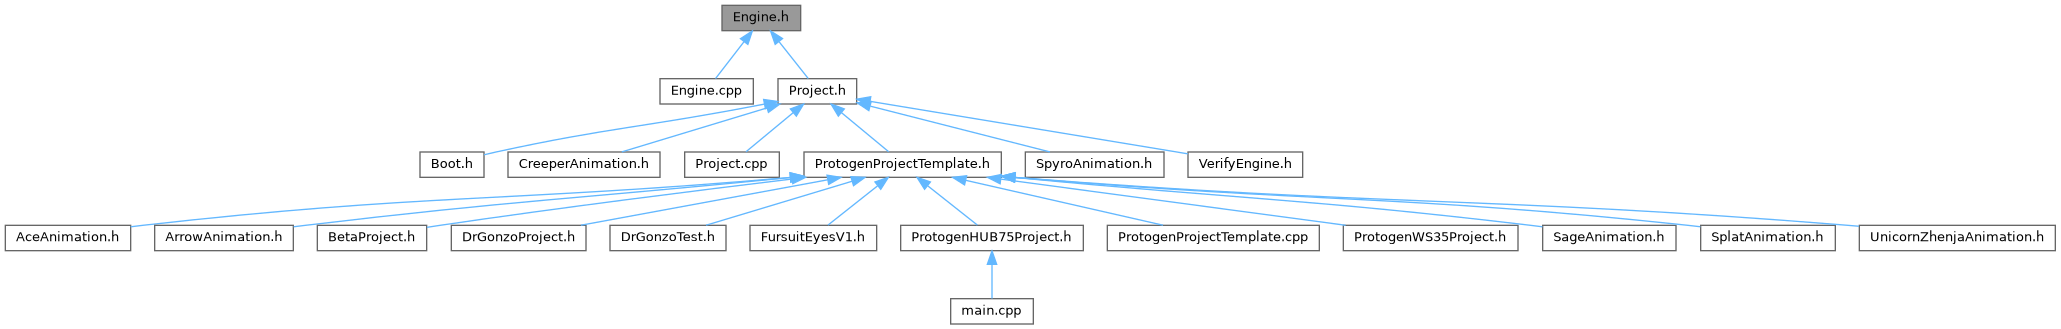 Engine.h
Engine.cpp
Project.h
Boot.h
CreeperAnimation.h
Project.cpp
ProtogenProjectTemplate.h
SpyroAnimation.h
VerifyEngine.h
AceAnimation.h
ArrowAnimation.h
BetaProject.h
DrGonzoProject.h
DrGonzoTest.h
FursuitEyesV1.h
ProtogenHUB75Project.h
ProtogenProjectTemplate.cpp
ProtogenWS35Project.h
SageAnimation.h
SplatAnimation.h
UnicornZhenjaAnimation.h
main.cpp